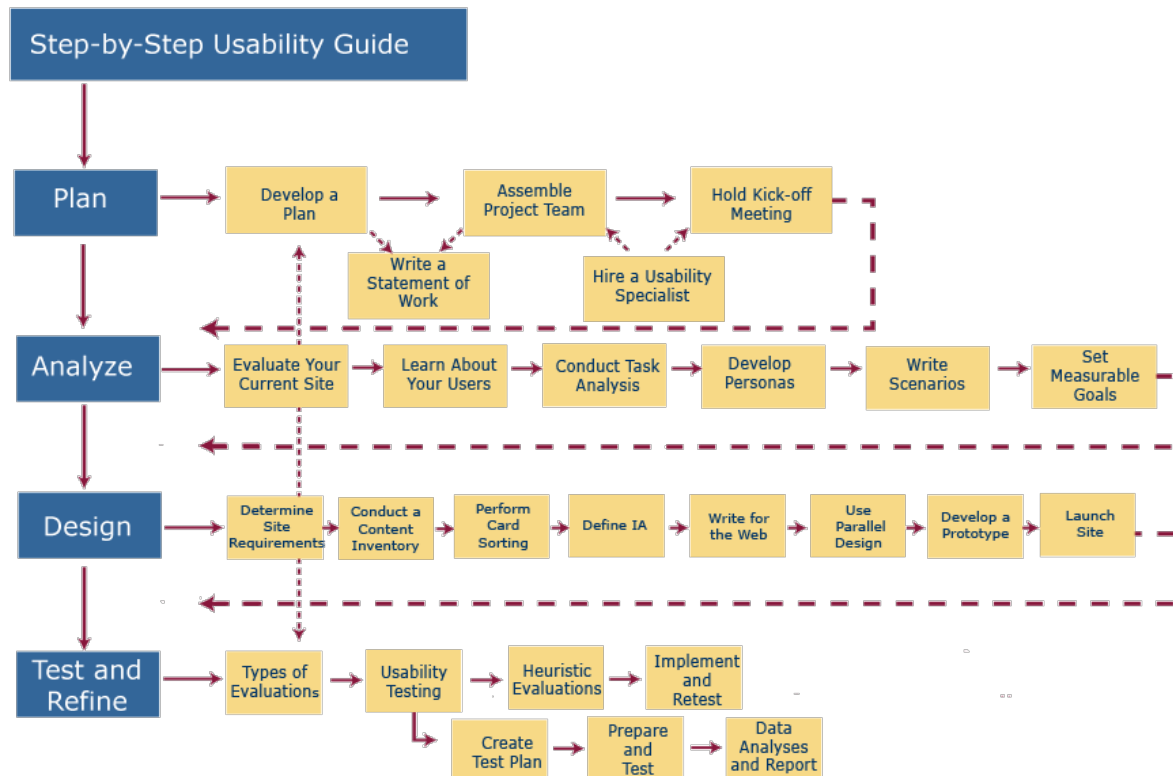 Step-by-Step Usability Guide
Plan
Develop a
Plan
Assemble
Project Team
Hold Kick-off
Meeting
Write a
Statement of
Work
Hire a Usability
Specialist
Analyze
Evaluate Your
Current Site
Learn About
Your Users
Conduct Task
Analysis
Develop
Personas
Write
Scenarios
Set
Measurable
Goals
Design
Determine
Site
Requirements
Conduct a
Content
Inventory
Perform
Card
Sorting
Define IA
Write for
the Web
Use
Parallel
Design
Develop a
Prototype
Launch
Site
Test and
Refine
Types of
Evaluations
Usability
Testing
Heuristic
Evaluations
Implement
and
Retest
Create
Test Plan
Prepare
and
Test
Data
Analyses
and Report